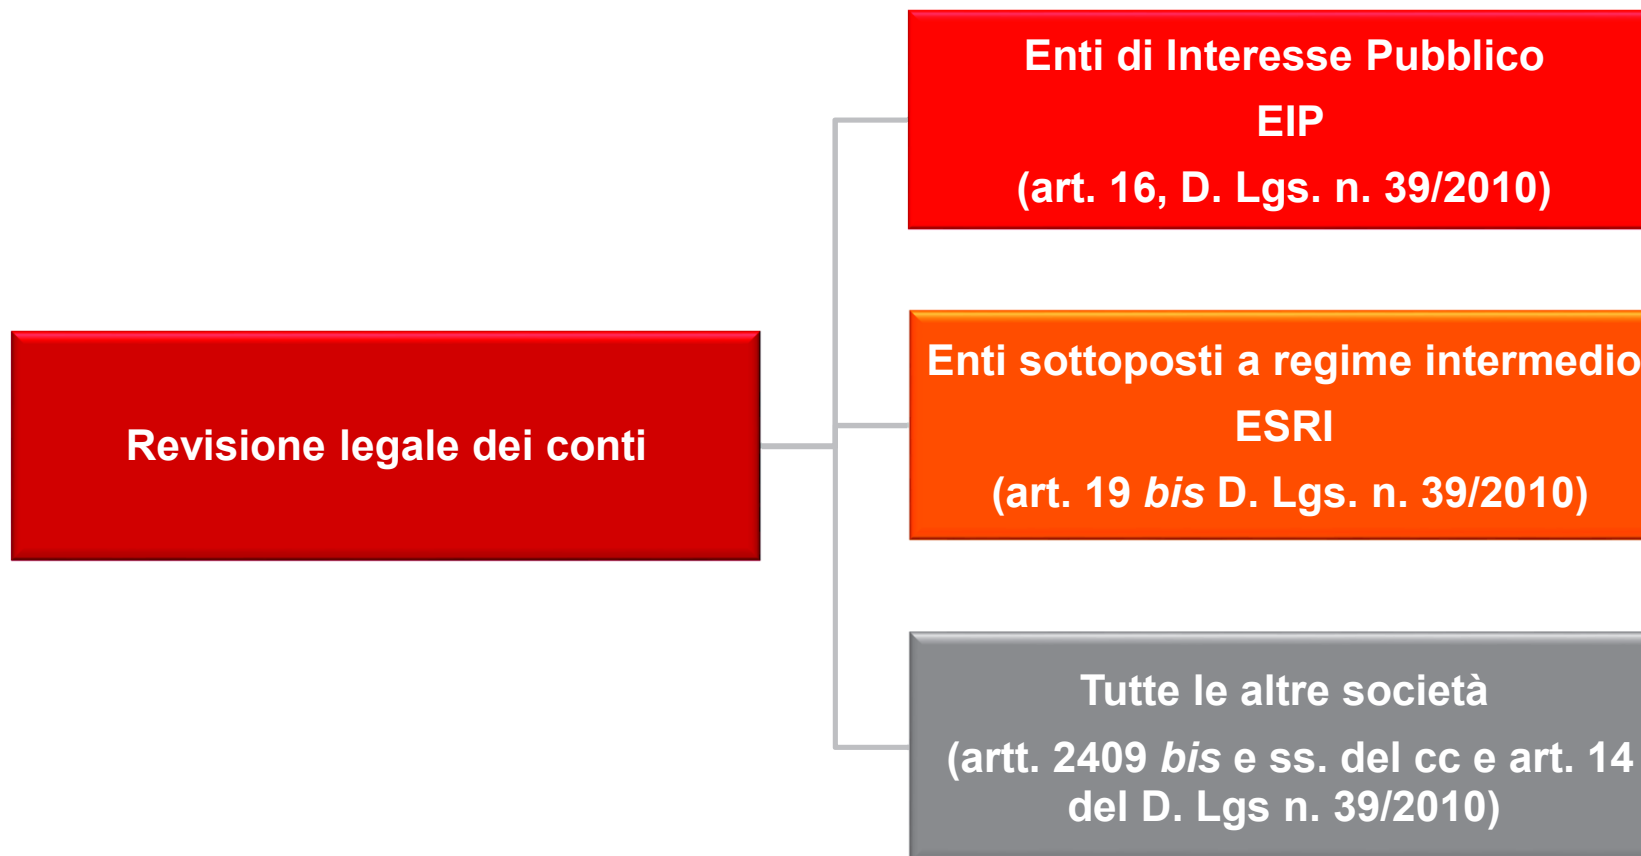 Enti di Interesse Pubblico
EIP
(art. 16, D. Lgs. n. 39/2010)
Enti sottoposti a regime intermedio
ESRI
(art. 19 bis D. Lgs. n. 39/2010)
Revisione legale dei conti
Tutte le altre società
(artt. 2409 bis e ss. del cc e art. 14
del D. Lgs n. 39/2010)